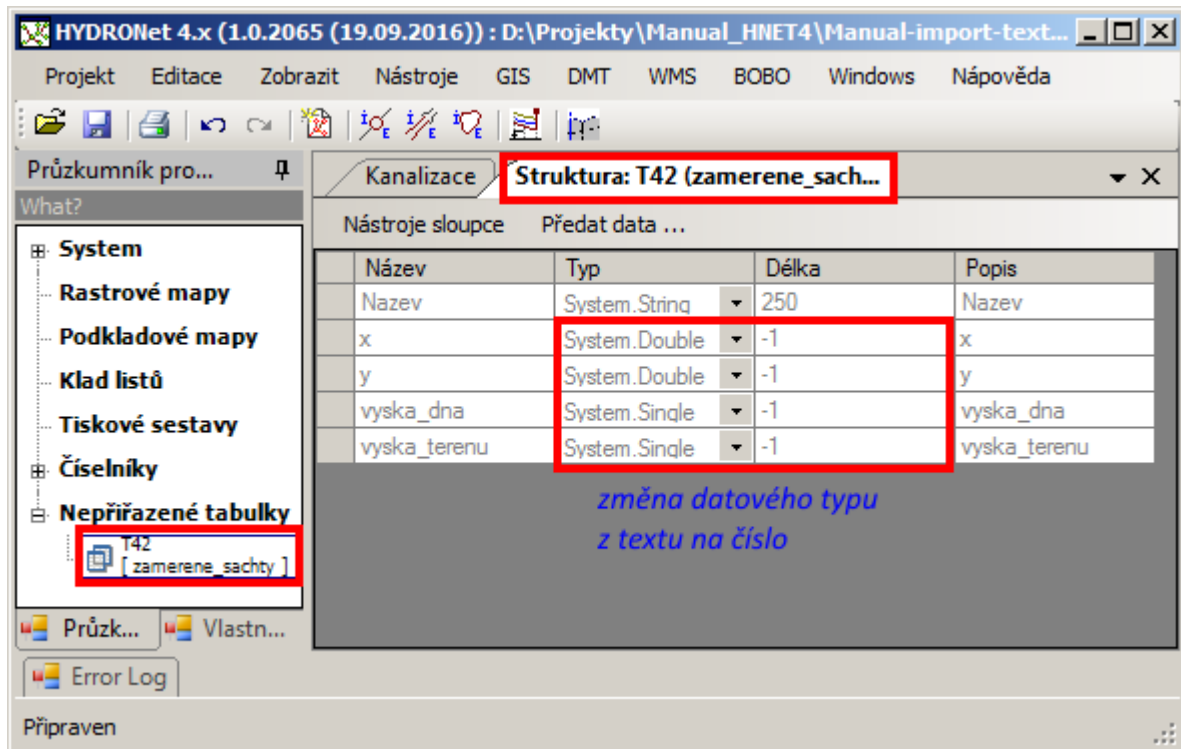 HYDRONet 4.x (1.0.2065 (19.09.2016)) : D:\Projekty\Manual_HNET4\Manual-import-text...
Projekt Editace Zobrazit Nástroje GIS DMT WMS BOBO Windows Nápověda
Průzkumník pro...
What?
System
Rastrové mapy
Podkladové mapy
Klad listů
Tiskové sestavy
Číselníky
Nepřiřazené tabulky
T42
[ zamerene_sachty ]
Průzk... Vlastn...
Kanalizace Struktura: T42 (zamerene_sach...
Nástroje sloupce Předat data ...
Název Typ Délka Popis
Nazev System.String 250 Nazev
x System.Double -1 x
y System.Double -1 y
vyska_dna System.Single -1 vyska_dna
vyska_terenu System.Single -1 vyska_terenu
změna datového typu
z textu na číslo
Error Log
Připraven